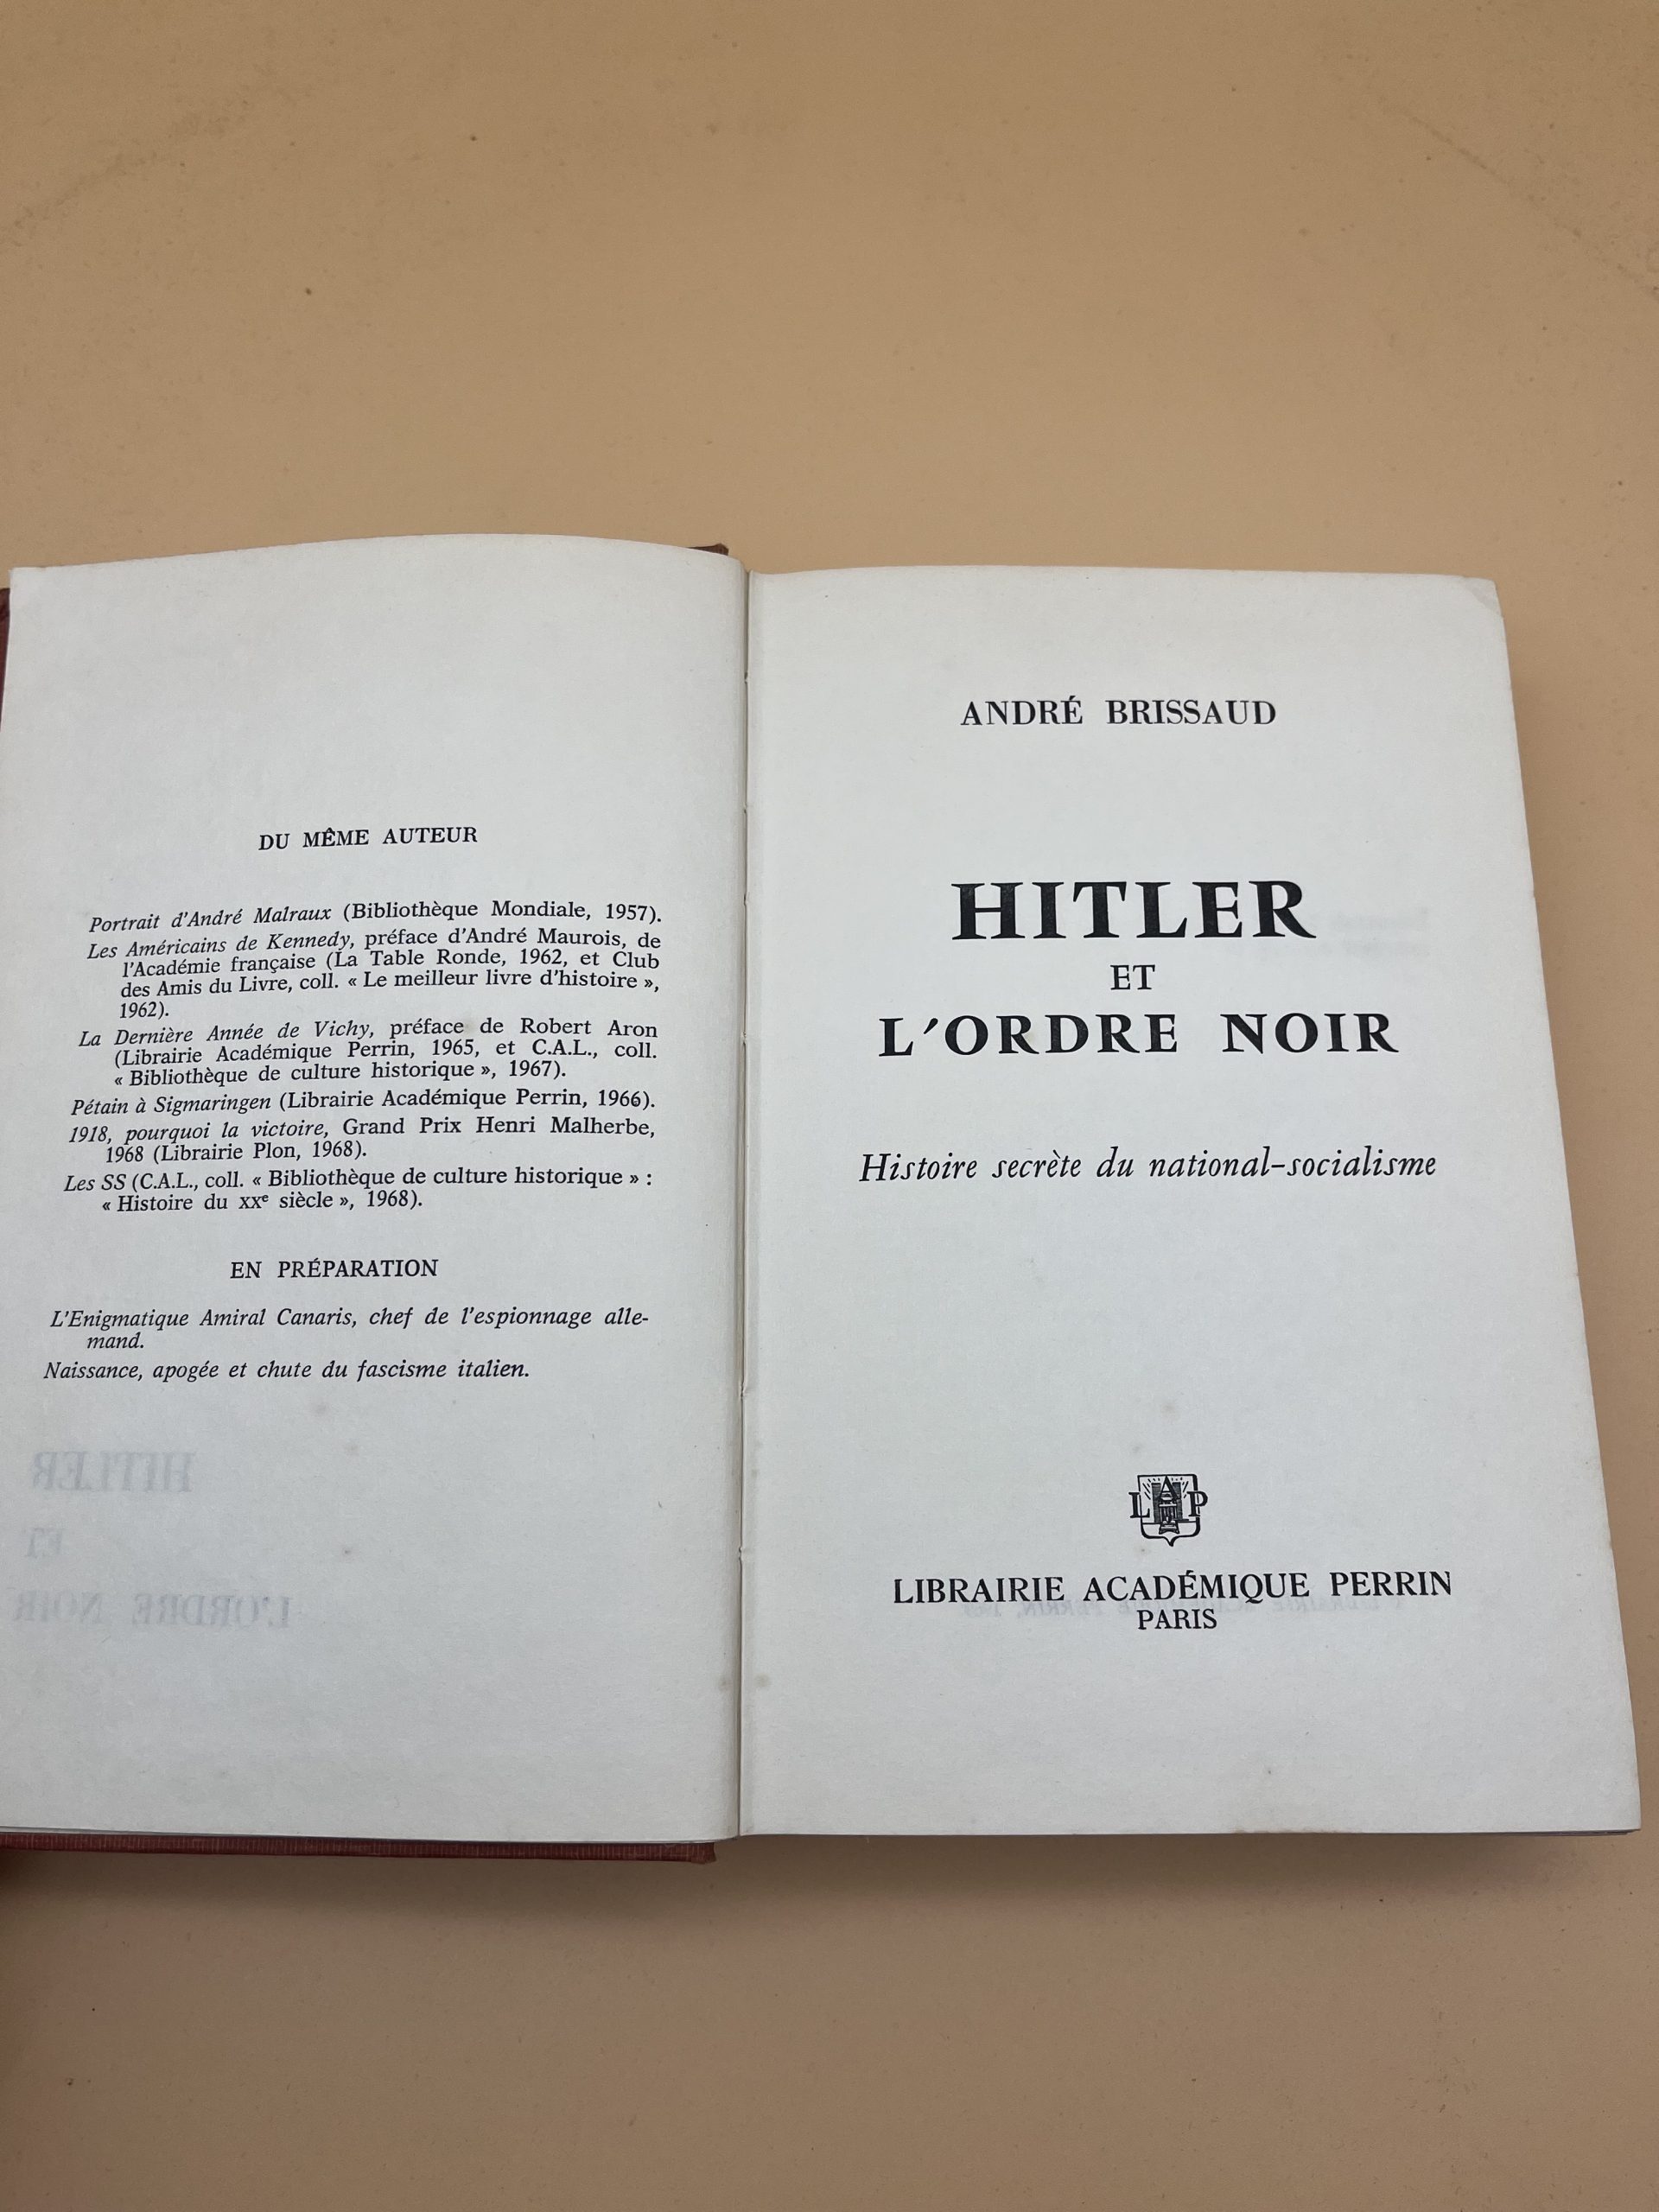 DU MÊME AUTEUR
Portrait d'André Malraux (Bibliothèque Mondiale, 1957).
Les Américains de Kennedy, préface d'André Maurois, de
l'Académie française (La Table Ronde, 1962, et Club
des Amis du Livre, coll. « Le meilleur livre d'histoire »,
1962).
La Dernière Année de Vichy, préface de Robert Aron
(Librairie Académique Perrin, 1965, et C.A.L., coll.
« Bibliothèque de culture historique », 1967).
Pétain à Sigmaringen (Librairie Académique Perrin, 1966).
1918, pourquoi la victoire, Grand Prix Henri Malherbe,
1968 (Librairie Plon, 1968).
Les SS (C.A.L., coll. « Bibliothèque de culture historique » :
« Histoire du XXe siècle », 1968).
EN PRÉPARATION
L'Enigmatique Amiral Canaris, chef de l'espionnage alle-
mand.
Naissance, apogée et chute du fascisme italien.
HITLER
ET
L'ORDRE NOIR
ANDRÉ BRISSAUD
HITLER
ET
L'ORDRE NOIR
Histoire secrète du national-socialisme
L A P
LIBRAIRIE ACADÉMIQUE PERRIN
PARIS